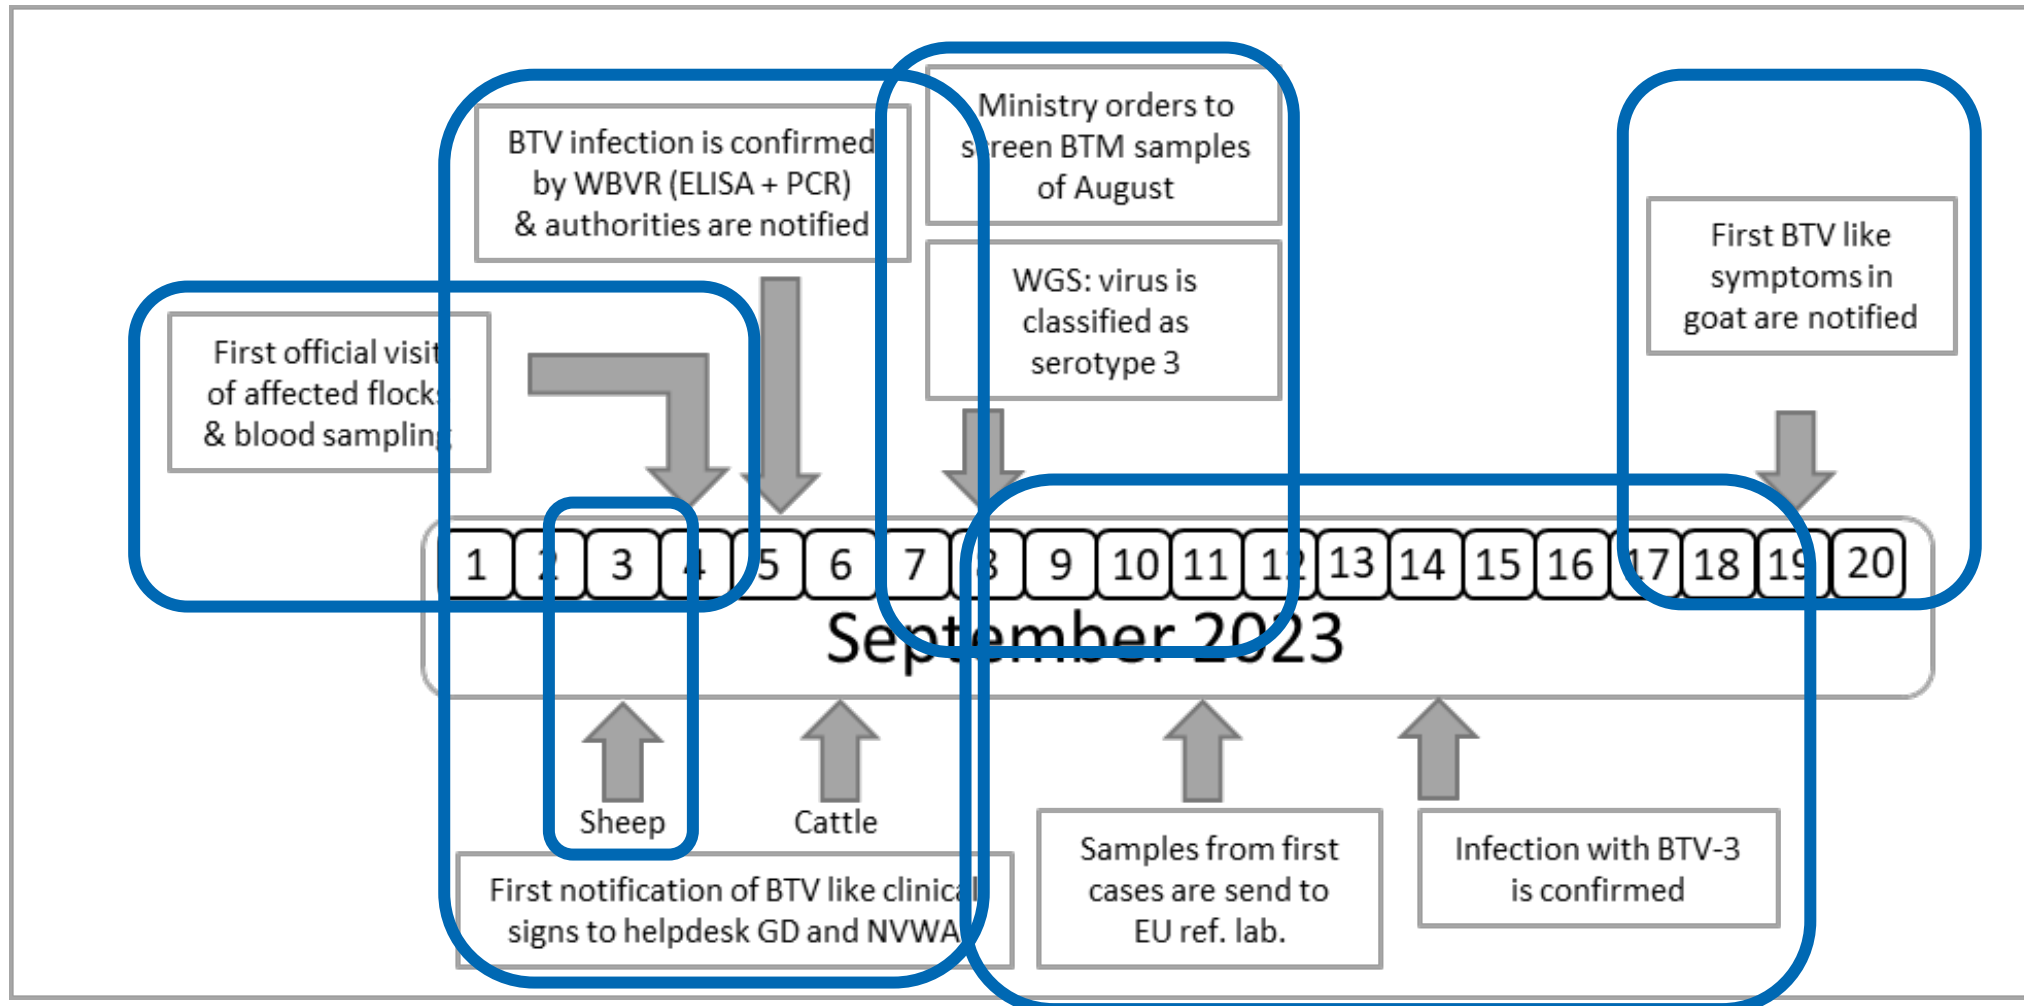 BTV infection is confirmed
by WBVR (ELISA + PCR)
& authorities are notified
Ministry orders to
screen BTM samples
of August
WGS: virus is
classified as
serotype 3
First BTV like
symptoms in
goat are notified
First official visit
of affected flocks
& blood sampling
1 2 3 4 5 6 7 8 9 10 11 12 13 14 15 16 17 18 19 20
September 2023
Sheep
Cattle
First notification of BTV like clinical
signs to helpdesk GD and NVWA
Samples from first
cases are send to
EU ref. lab.
Infection with BTV-3
is confirmed